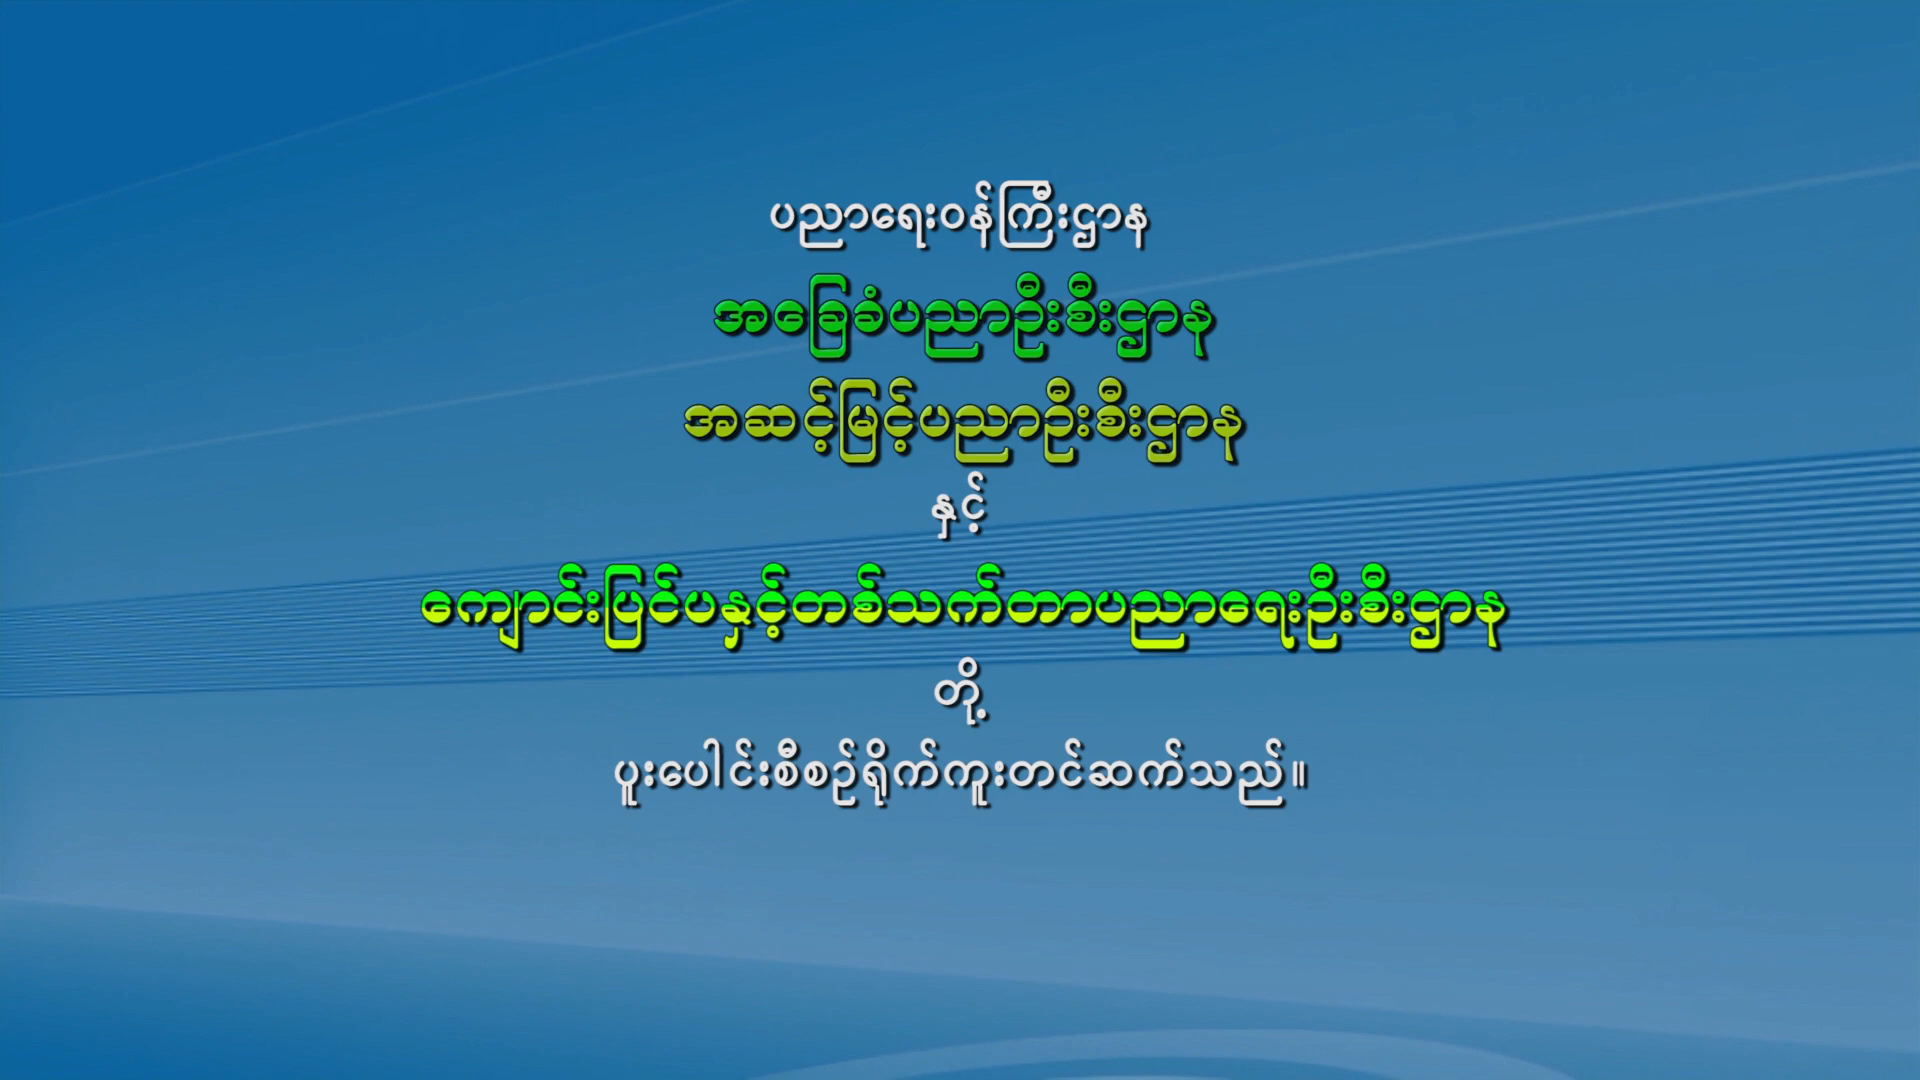 ပညာရေးဝန်ကြီးဌာန
အခြေခံပညာဦးစီးဌာန
အဆင့်မြင့်ပညာဦးစီးဌာန
နှင့်
ကျောင်းပြင်ပနှင့်တစ်သက်တာပညာရေးဦးစီးဌာန
တို့
ပူးပေါင်းစီစဉ်ရိုက်ကူးတင်ဆက်သည်။